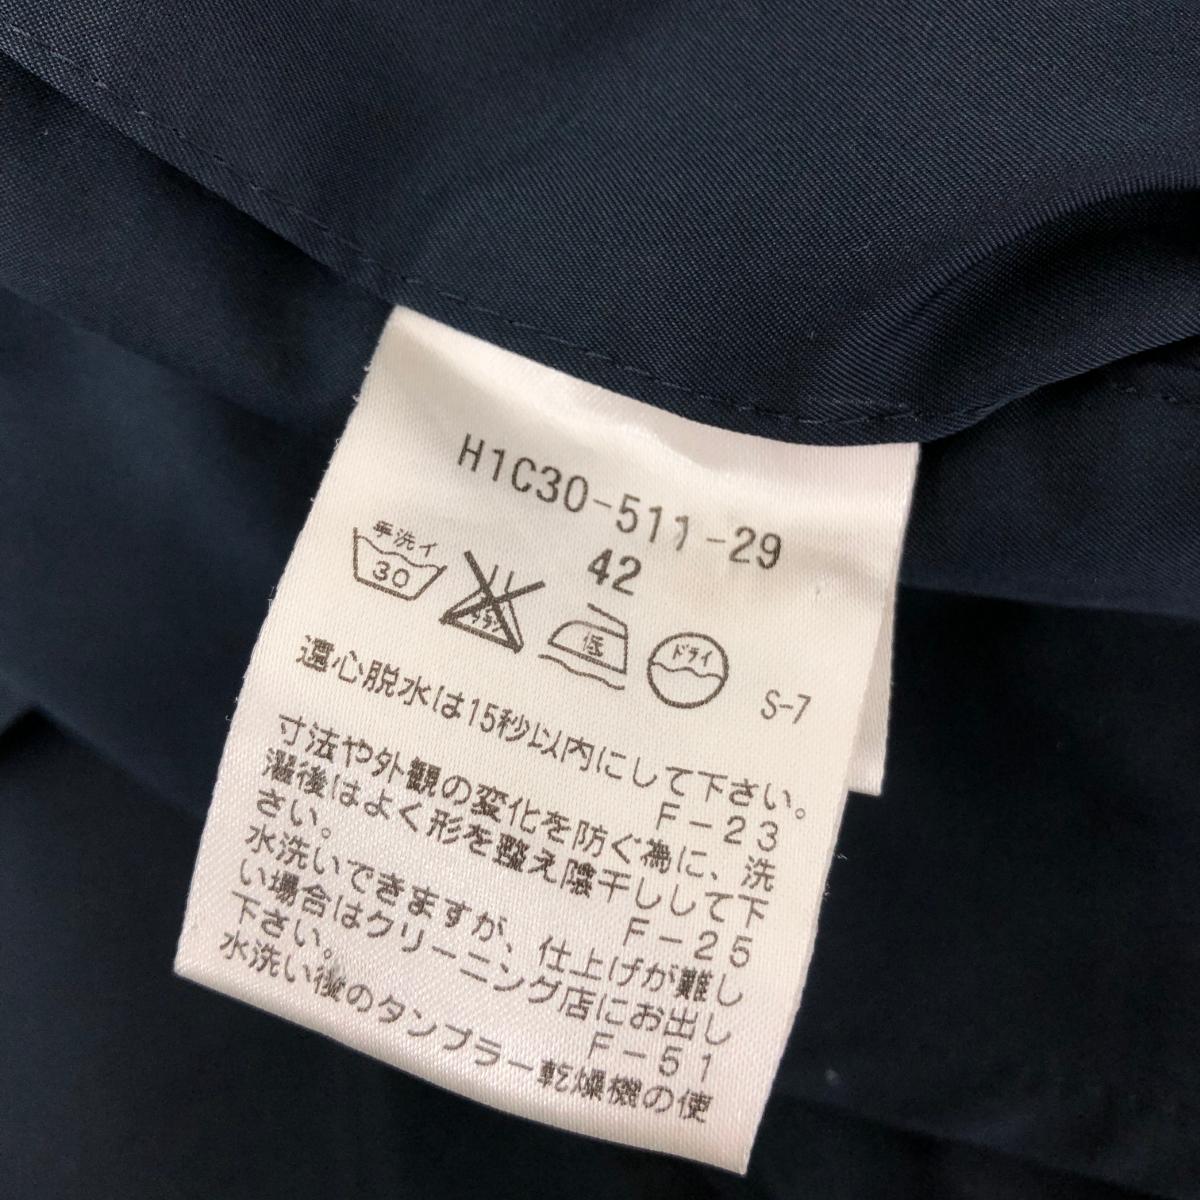 H1C30-511-29
42
手洗イ
30
エンソサラシ
低
ドライ
S-7
遠心脱水は15秒以内にして下さい。
F-23
寸法や外観の変化を防ぐ為に、洗
濯後はよく形を整え陰干しして下
さい。
F-25
水洗いできますが、仕上げが難し
い場合はクリーニング店にお出し
下さい。
F-51
水洗い後のタンブラー乾燥機の使